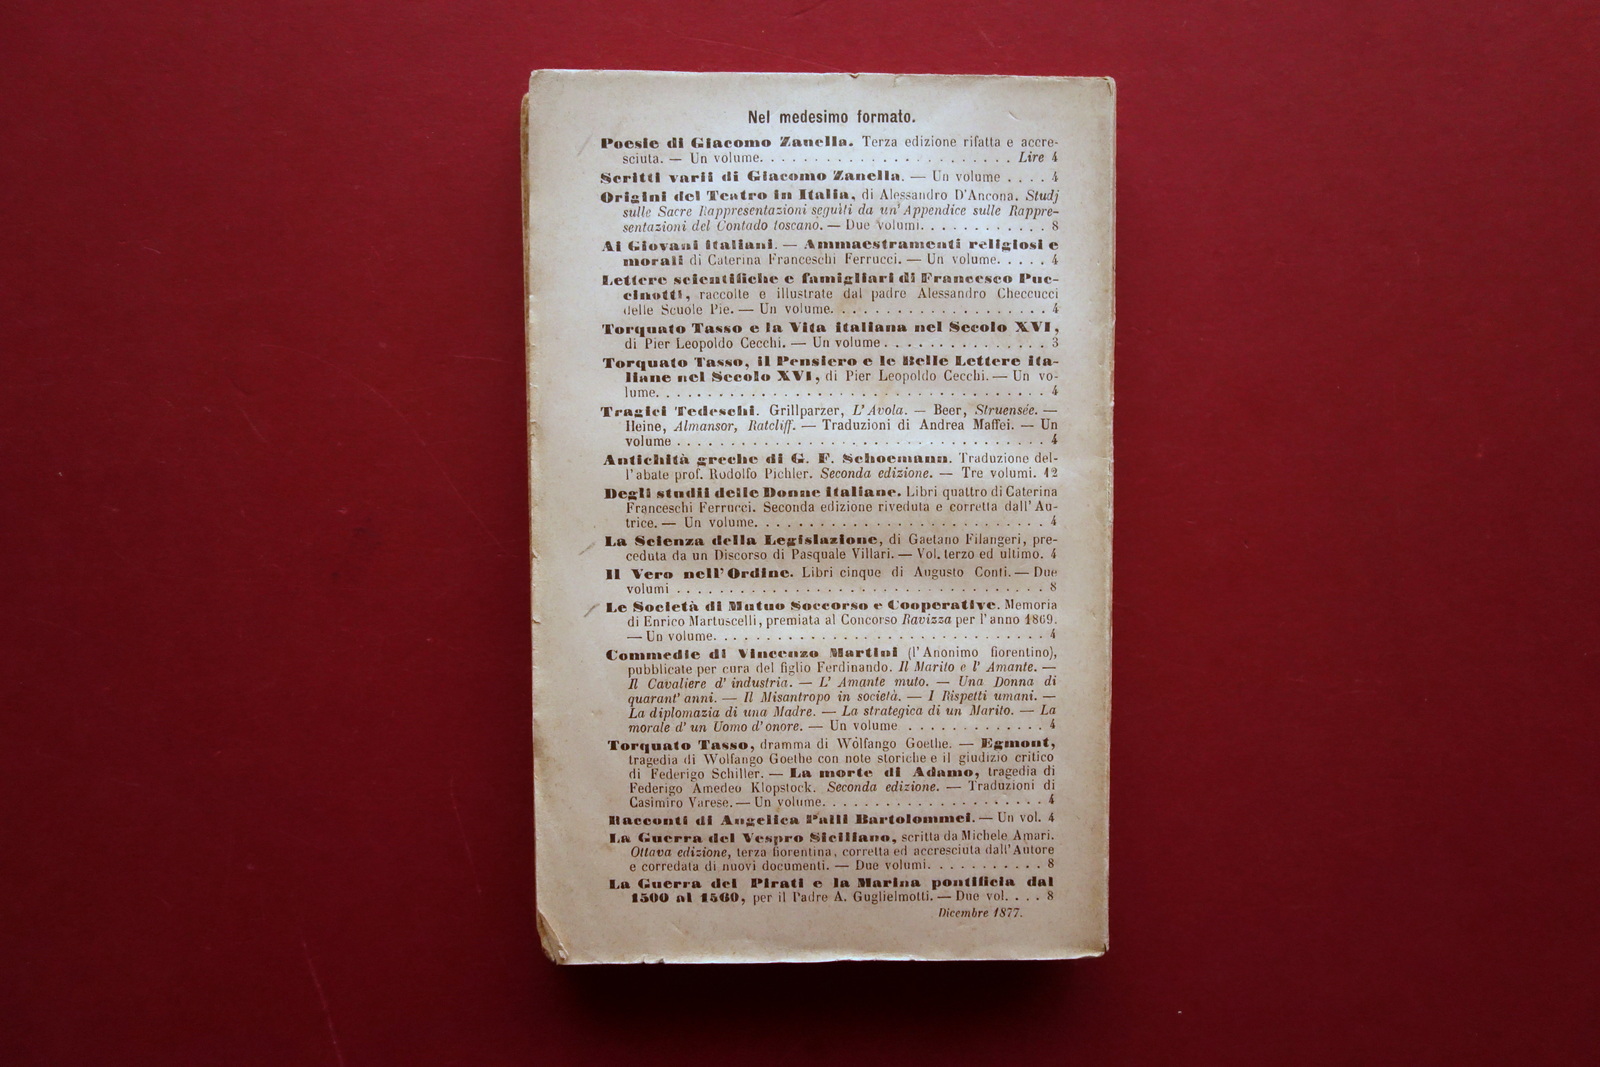 Nel medesimo formato.
Poesie di Giacomo Zanella. Terza edizione rifatta e accre-
sciuta. — Un volume. . . . . . . . . . . . . . . . . . . . . . Lire 4
Scritti varii di Giacomo Zanella. — Un volume . . . . 4
Origini del Teatro in Italia, di Alessandro D'Ancona. Studj
sulle Sacre Rappresentazioni seguìti da un' Appendice sulle Rappre-
sentazioni del Contado toscano. — Due volumi. . . . . . . . . . . . 8
Ai Giovani italiani. — Ammaestramenti religiosi e
morali di Caterina Franceschi Ferrucci. — Un volume. . . . . 4
Lettere scientifiche e famigliari di Francesco Puc-
cinotti, raccolte e illustrate dal padre Alessandro Checcucci
delle Scuole Pie. — Un volume. . . . . . . . . . . . . . . . . . . . 4
Torquato Tasso e la Vita italiana nel Secolo XVI,
di Pier Leopoldo Cecchi. — Un volume . . . . . . . . . . . . . . . 3
Torquato Tasso, il Pensiero e le Belle Lettere ita-
liane nel Secolo XVI, di Pier Leopoldo Cecchi. — Un vo-
lume. . . . . . . . . . . . . . . . . . . . . . . . . . . . . . . . . . . 4
Tragici Tedeschi. Grillparzer, L'Avola. — Beer, Struensée. —
Heine, Almansor, Ratcliff. — Traduzioni di Andrea Maffei. — Un
volume . . . . . . . . . . . . . . . . . . . . . . . . . . . . . . . . . 4
Antichità greche di G. F. Schoemann. Traduzione del-
l'abate prof. Rodolfo Pichler. Seconda edizione. — Tre volumi. 12
Degli studii delle Donne Italiane. Libri quattro di Caterina
Franceschi Ferrucci. Seconda edizione riveduta e corretta dall' Au-
trice. — Un volume. . . . . . . . . . . . . . . . . . . . . . . . . . . 4
La Scienza della Legislazione, di Gaetano Filangeri, pre-
ceduta da un Discorso di Pasquale Villari. — Vol. terzo ed ultimo. 4
Il Vero nell'Ordine. Libri cinque di Augusto Conti. — Due
volumi . . . . . . . . . . . . . . . . . . . . . . . . . . . . . . . . . 8
Le Società di Mutuo Soccorso e Cooperative. Memoria
di Enrico Martuscelli, premiata al Concorso Ravizza per l'anno 1869.
— Un volume. . . . . . . . . . . . . . . . . . . . . . . . . . . . . . 4
Commedie di Vincenzo Martini (l'Anonimo fiorentino),
pubblicate per cura del figlio Ferdinando. Il Marito e l' Amante. —
Il Cavaliere d' industria. — L' Amante muto. — Una Donna di
quarant' anni. — Il Misantropo in società. — I Rispetti umani. —
La diplomazia di una Madre. — La strategica di un Marito. — La
morale d' un Uomo d' onore. — Un volume . . . . . . . . . . . . . 4
Torquato Tasso, dramma di Wolfango Goethe. — Egmont,
tragedia di Wolfango Goethe con note storiche e il giudizio critico
di Federigo Schiller. — La morte di Adamo, tragedia di
Federigo Amedeo Klopstock. Seconda edizione. — Traduzioni di
Casimiro Varese. — Un volume. . . . . . . . . . . . . . . . . . . . . 4
Racconti di Angelica Palli Bartolommei. — Un vol. 4
La Guerra del Vespro Siciliano, scritta da Michele Amari.
Ottava edizione, terza fiorentina, corretta ed accresciuta dall'Autore
e corredata di nuovi documenti. — Due volumi. . . . . . . . . . . 8
La Guerra dei Pirati e la Marina pontificia dal
1500 al 1560, per il Padre A. Guglielmotti. — Due vol. . . . 8
Dicembre 1877.